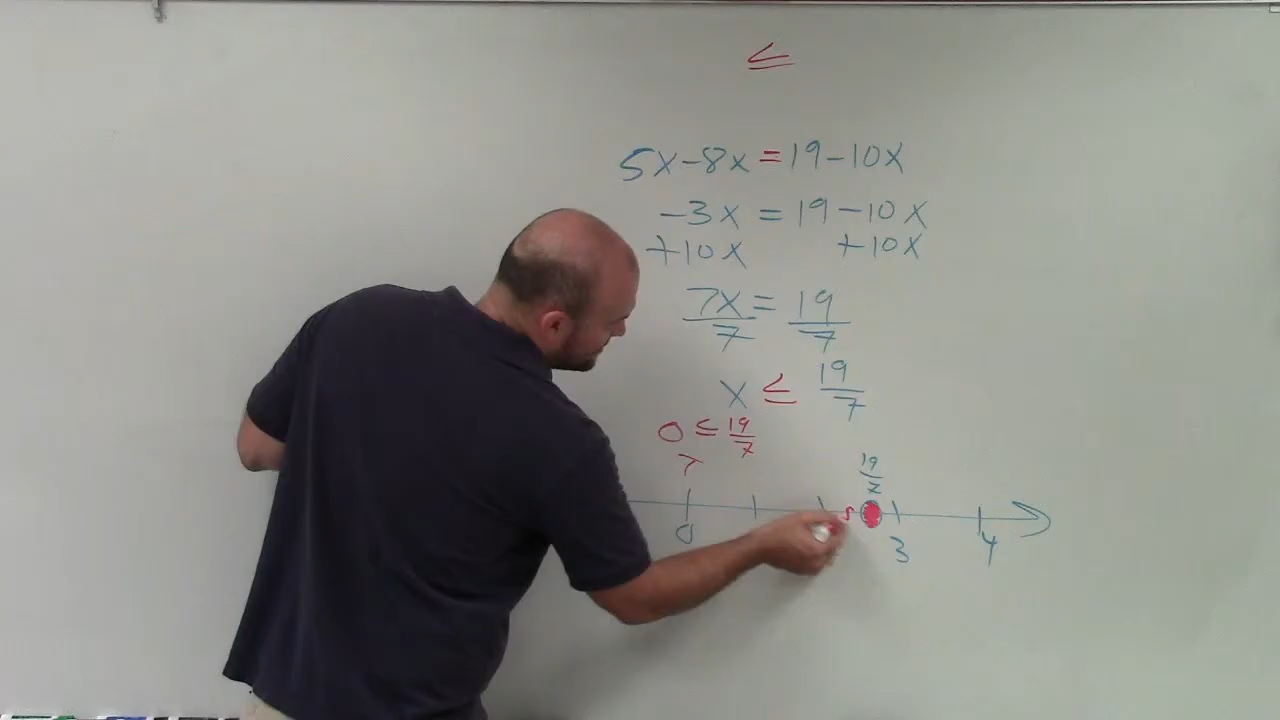 ≤
5x-8x=19-10x
-3x = 19-10x
+10x +10x
7x = 19
7 7
x ≤ 19/7
0 ≤ 19/7
19/7
0 3 4